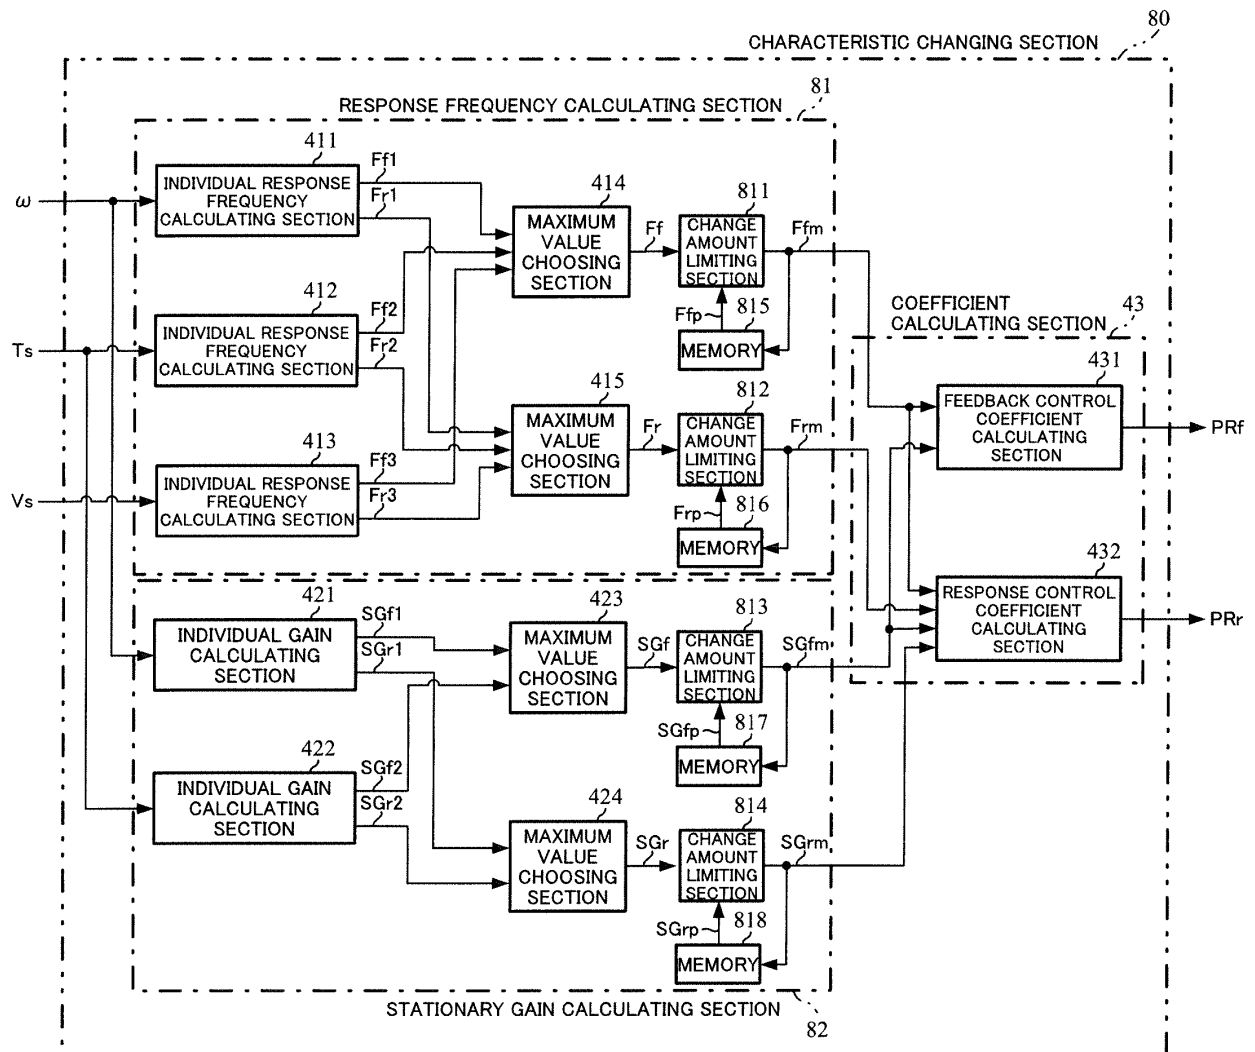 80
CHARACTERISTIC CHANGING SECTION
81
RESPONSE FREQUENCY CALCULATING SECTION
ω
Ts
Vs
411
INDIVIDUAL RESPONSE
FREQUENCY
CALCULATING SECTION
Ff1
Fr1
412
INDIVIDUAL RESPONSE
FREQUENCY
CALCULATING SECTION
Ff2
Fr2
413
INDIVIDUAL RESPONSE
FREQUENCY
CALCULATING SECTION
Ff3
Fr3
414
MAXIMUM
VALUE
CHOOSING
SECTION
Ff
811
CHANGE
AMOUNT
LIMITING
SECTION
Ffm
Ffp
815
MEMORY
415
MAXIMUM
VALUE
CHOOSING
SECTION
Fr
812
CHANGE
AMOUNT
LIMITING
SECTION
Frm
Frp
816
MEMORY
COEFFICIENT
CALCULATING SECTION
43
431
FEEDBACK CONTROL
COEFFICIENT
CALCULATING
SECTION
PRf
432
RESPONSE CONTROL
COEFFICIENT
CALCULATING
SECTION
PRr
421
INDIVIDUAL GAIN
CALCULATING
SECTION
SGf1
SGr1
422
INDIVIDUAL GAIN
CALCULATING
SECTION
SGf2
SGr2
423
MAXIMUM
VALUE
CHOOSING
SECTION
SGf
813
CHANGE
AMOUNT
LIMITING
SECTION
SGfm
SGfp
817
MEMORY
424
MAXIMUM
VALUE
CHOOSING
SECTION
SGr
814
CHANGE
AMOUNT
LIMITING
SECTION
SGrm
SGrp
818
MEMORY
STATIONARY GAIN CALCULATING SECTION
82